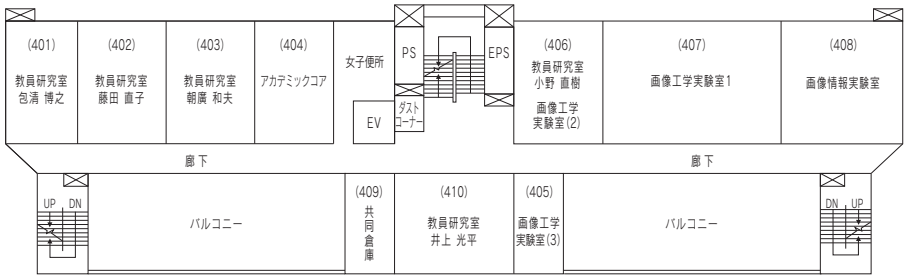 (401)
教員研究室
包清 博之
(402)
教員研究室
藤田 直子
(403)
教員研究室
朝廣 和夫
(404)
アカデミックコア
女子便所
EV
PS
ダスト
コーナー
EPS
(406)
教員研究室
小野 直樹
画像工学
実験室(2)
(407)
画像工学実験室1
(408)
画像情報実験室
廊下
廊下
UP DN
バルコニー
(409)
共同倉庫
(410)
教員研究室
井上 光平
(405)
画像工学
実験室(3)
バルコニー
DN UP